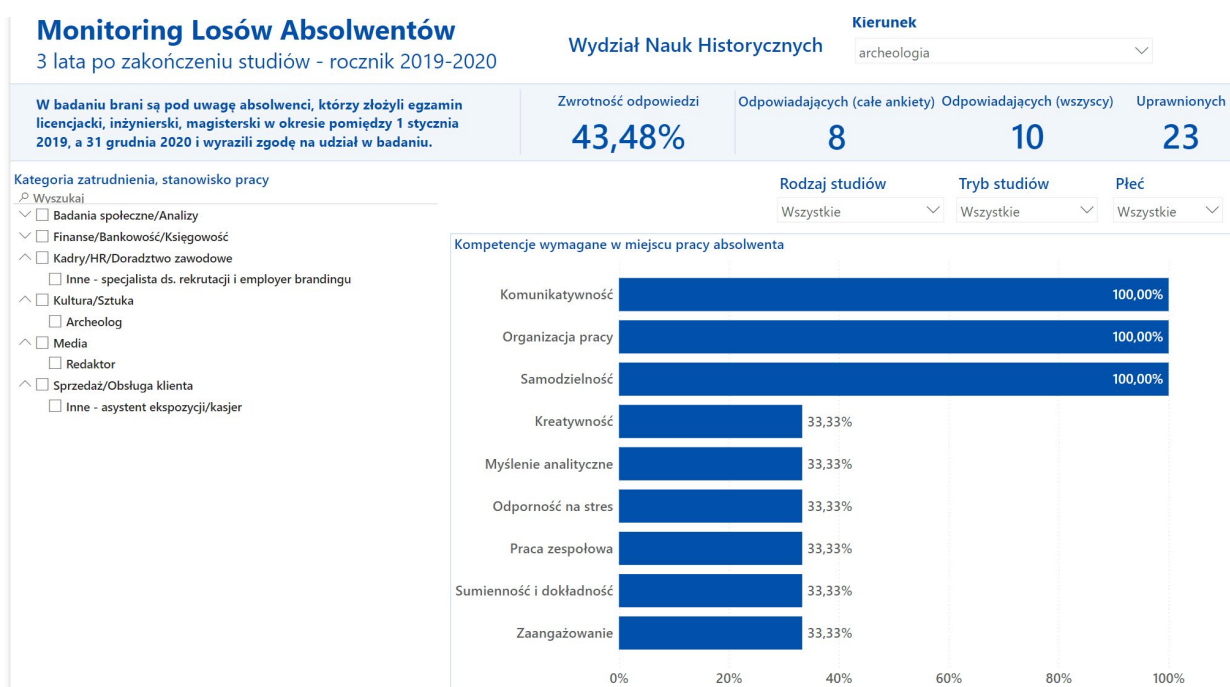 Monitoring Losów Absolwentów
3 lata po zakończeniu studiów - rocznik 2019-2020
Wydział Nauk Historycznych
Kierunek
archeologia
W badaniu brani są pod uwagę absolwenci, którzy złożyli egzamin
licencjacki, inżynierski, magisterski w okresie pomiędzy 1 stycznia
2019, a 31 grudnia 2020 i wyrazili zgodę na udział w badaniu.
Zwrotność odpowiedzi
43,48%
Odpowiadających (całe ankiety)
8
Odpowiadających (wszyscy)
10
Uprawnionych
23
Kategoria zatrudnienia, stanowisko pracy
Wyszukaj
Badania społeczne/Analizy
Finanse/Bankowość/Księgowość
Kadry/HR/Doradztwo zawodowe
Inne - specjalista ds. rekrutacji i employer brandingu
Kultura/Sztuka
Archeolog
Media
Redaktor
Sprzedaż/Obsługa klienta
Inne - asystent ekspozycji/kasjer
Rodzaj studiów
Wszystkie
Tryb studiów
Wszystkie
Płeć
Wszystkie
Kompetencje wymagane w miejscu pracy absolwenta
Komunikatywność 100,00%
Organizacja pracy 100,00%
Samodzielność 100,00%
Kreatywność 33,33%
Myślenie analityczne 33,33%
Odporność na stres 33,33%
Praca zespołowa 33,33%
Sumienność i dokładność 33,33%
Zaangażowanie 33,33%
0% 20% 40% 60% 80% 100%